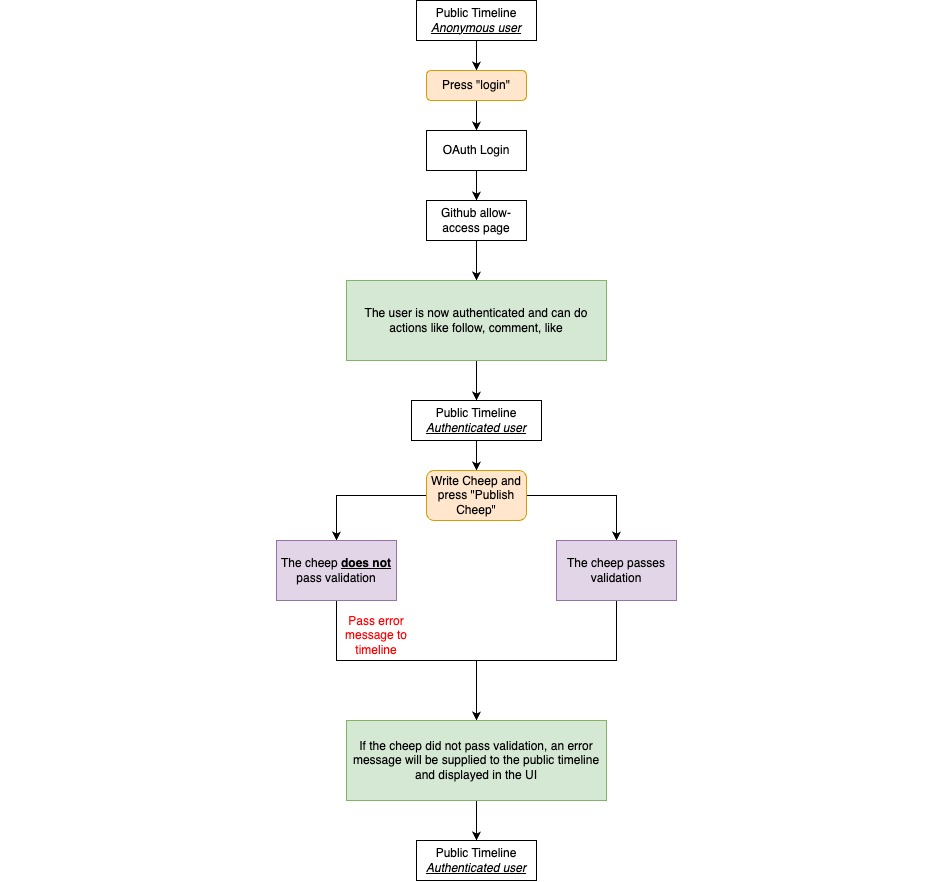 Public Timeline
Anonymous user
Press "login"
OAuth Login
Github allow-
access page
The user is now authenticated and can do
actions like follow, comment, like
Public Timeline
Authenticated user
Write Cheep and
press "Publish
Cheep"
The cheep does not
pass validation
The cheep passes
validation
Pass error
message to
timeline
If the cheep did not pass validation, an error
message will be supplied to the public timeline
and displayed in the UI
Public Timeline
Authenticated user